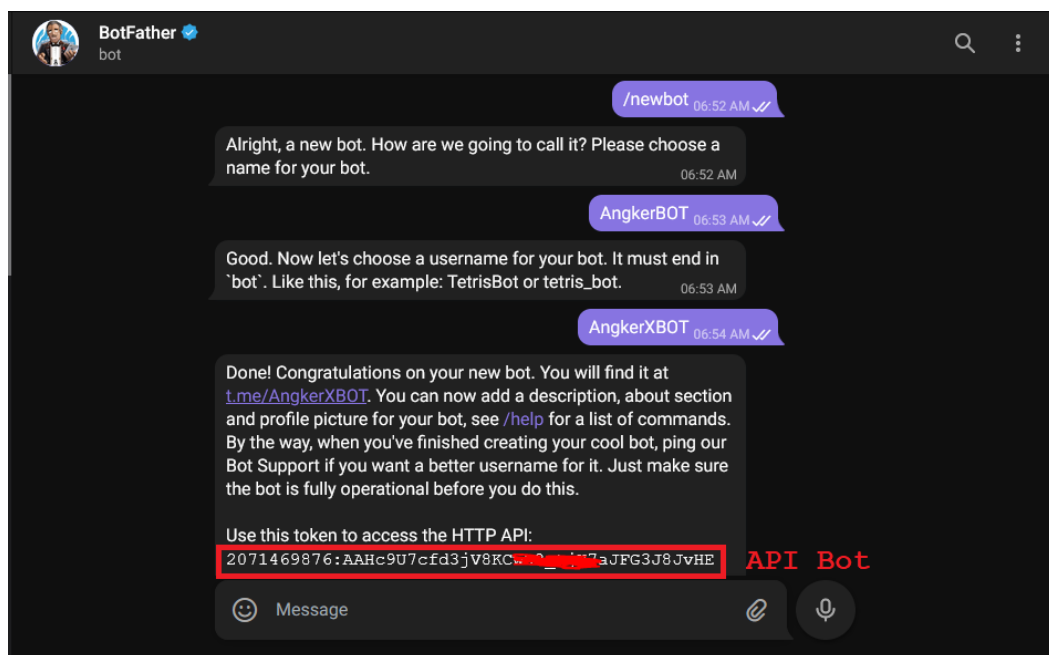 BotFather
bot
/newbot 06:52 AM
Alright, a new bot. How are we going to call it? Please choose a
name for your bot.
06:52 AM
AngkerBOT 06:53 AM
Good. Now let's choose a username for your bot. It must end in
`bot`. Like this, for example: TetrisBot or tetris_bot.
06:53 AM
AngkerXBOT 06:54 AM
Done! Congratulations on your new bot. You will find it at
t.me/AngkerXBOT. You can now add a description, about section
and profile picture for your bot, see /help for a list of commands.
By the way, when you've finished creating your cool bot, ping our
Bot Support if you want a better username for it. Just make sure
the bot is fully operational before you do this.
Use this token to access the HTTP API:
API Bot
Message